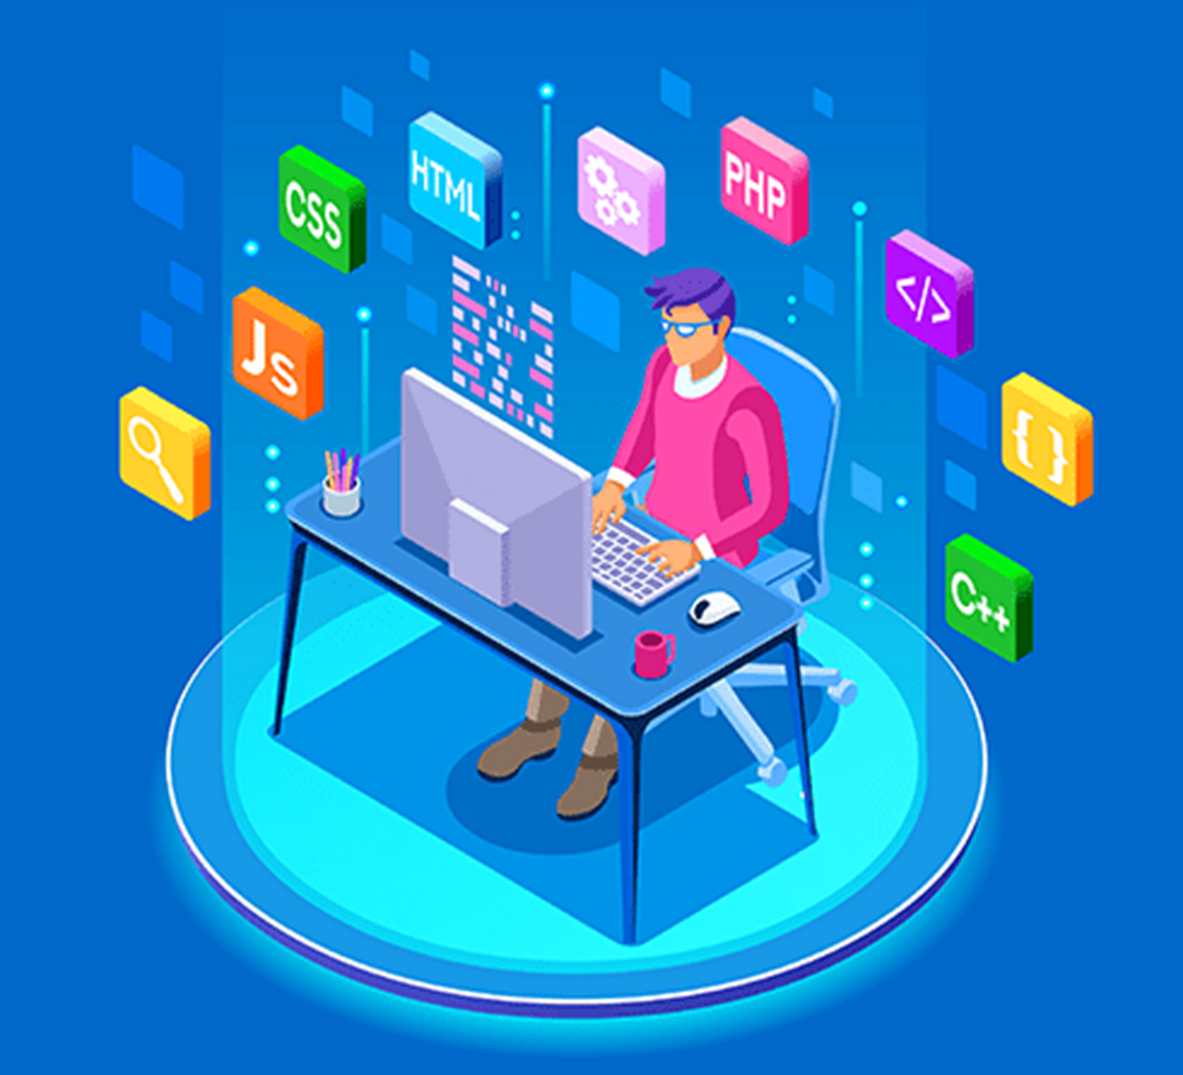 HTML
PHP
CSS
</>
Js
{ }
C++